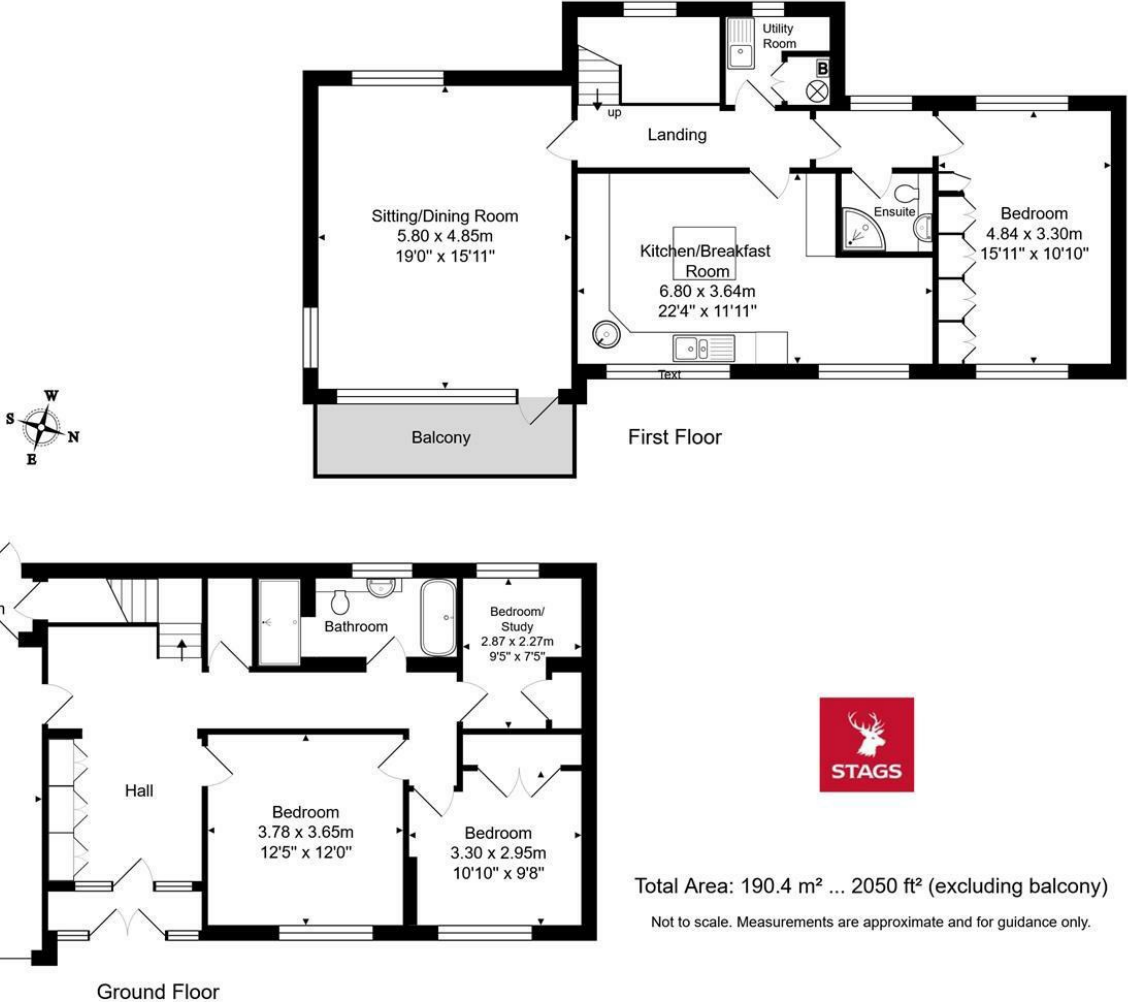 Utility
Room
B
up
Landing
Sitting/Dining Room
5.80 x 4.85m
19'0" x 15'11"
Kitchen/Breakfast
Room
6.80 x 3.64m
22'4" x 11'11"
Ensuite
Bedroom
4.84 x 3.30m
15'11" x 10'10"
Text
Balcony
First Floor
W
S
N
E
Bathroom
Bedroom/
Study
2.87 x 2.27m
9'5" x 7'5"
Hall
Bedroom
3.78 x 3.65m
12'5" x 12'0"
Bedroom
3.30 x 2.95m
10'10" x 9'8"
STAGS
Total Area: 190.4 m² ... 2050 ft² (excluding balcony)
Not to scale. Measurements are approximate and for guidance only.
Ground Floor